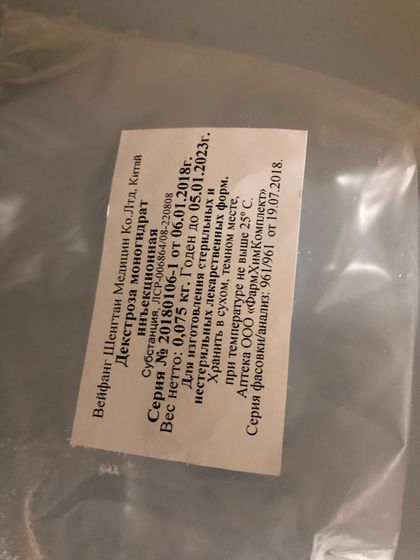 Вейфанг Шенгтаи Медицин Ко.Лтд, Китай
Декстроза моногидрат
инъекционная
Субстанция, ЛСР-006864/08-220808
Серия № 20180106-1 от 06.01.2018г.
Вес нетто: 0,075 кг. Годен до 05.01.2023г.
Для изготовления стерильных и
нестерильных лекарственных форм.
Хранить в сухом, темном месте,
при температуре не выше 25° С.
Аптека ООО «ФармХимКомплект»
Серия фасовки/анализ: 961/961 от 19.07.2018.